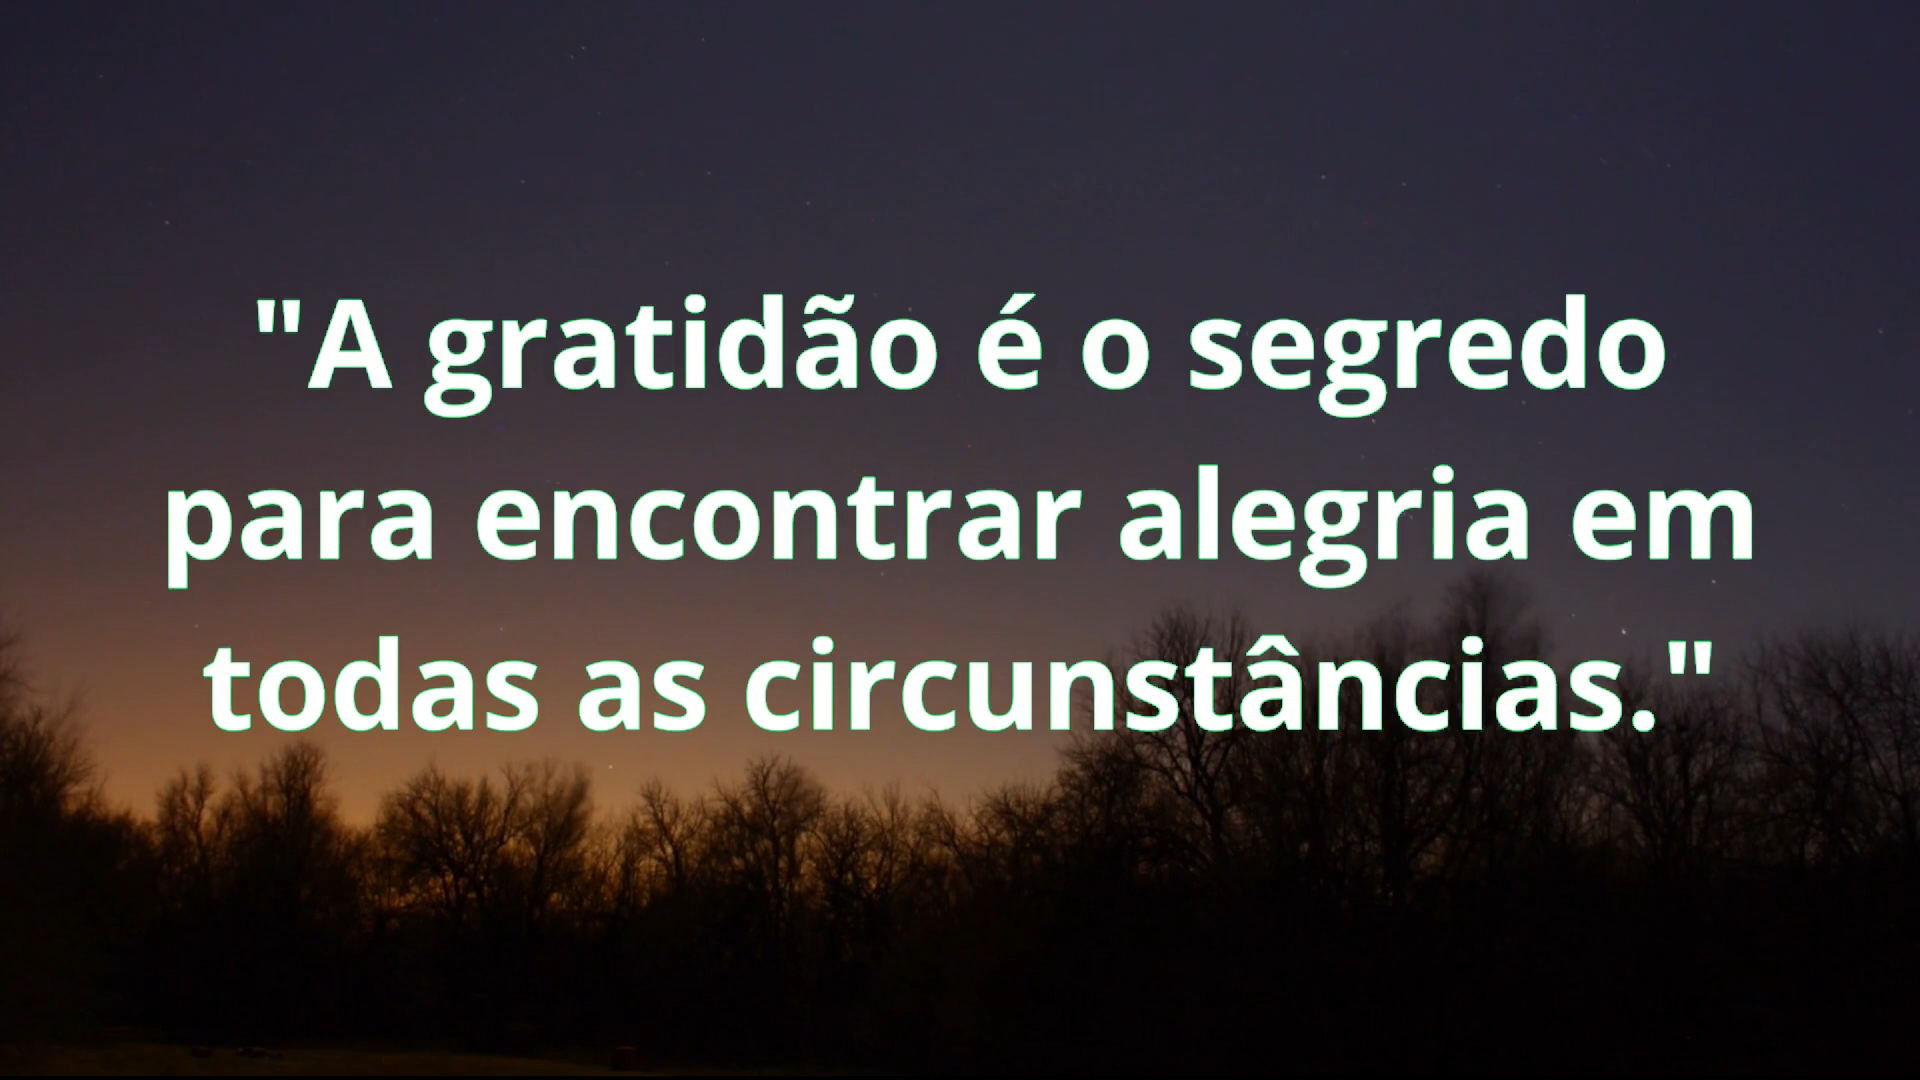 "A gratidão é o segredo
para encontrar alegria em
todas as circunstâncias."